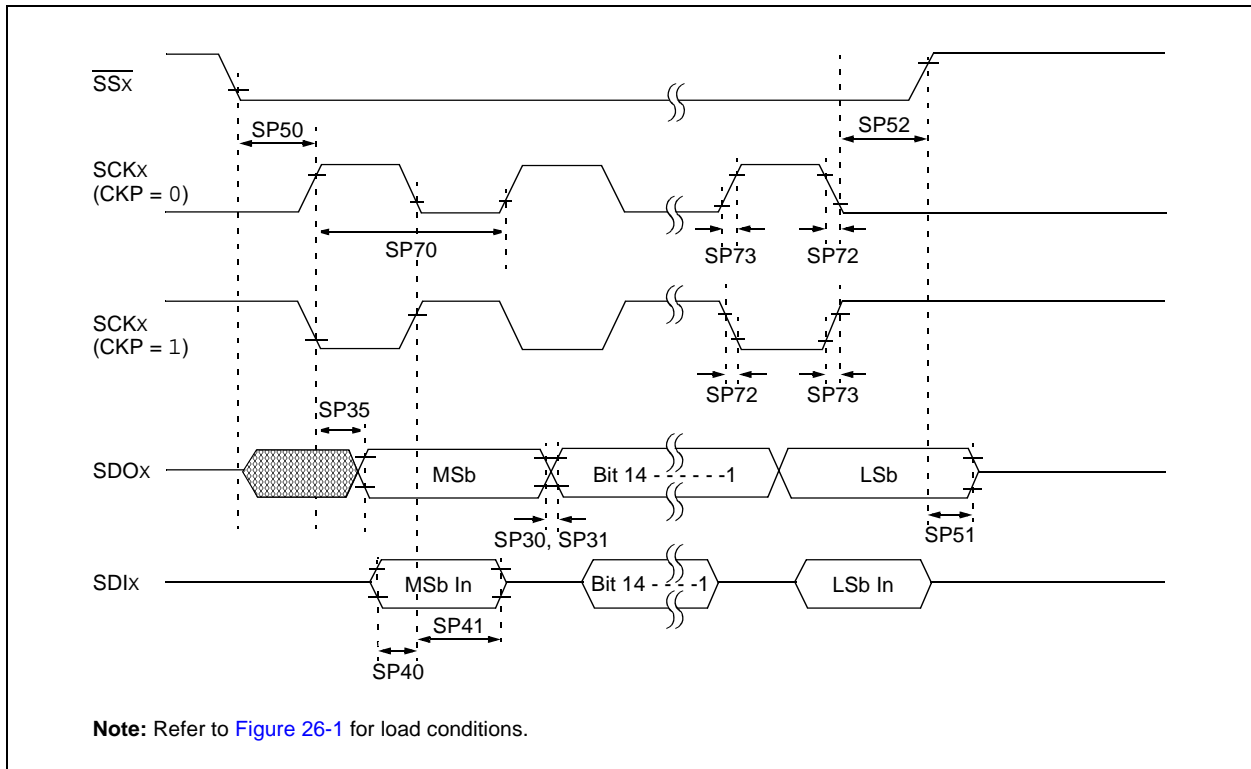 SSX
SP50
SP52
SCKX
(CKP = 0)
SP70
SP73
SP72
SCKX
(CKP = 1)
SP35
SP72
SP73
SDOX
MSb
Bit 14 - - - - - -1
LSb
SP30, SP31
SP51
SDIX
MSb In
Bit 14 - - - -1
LSb In
SP41
SP40
Note: Refer to Figure 26-1 for load conditions.